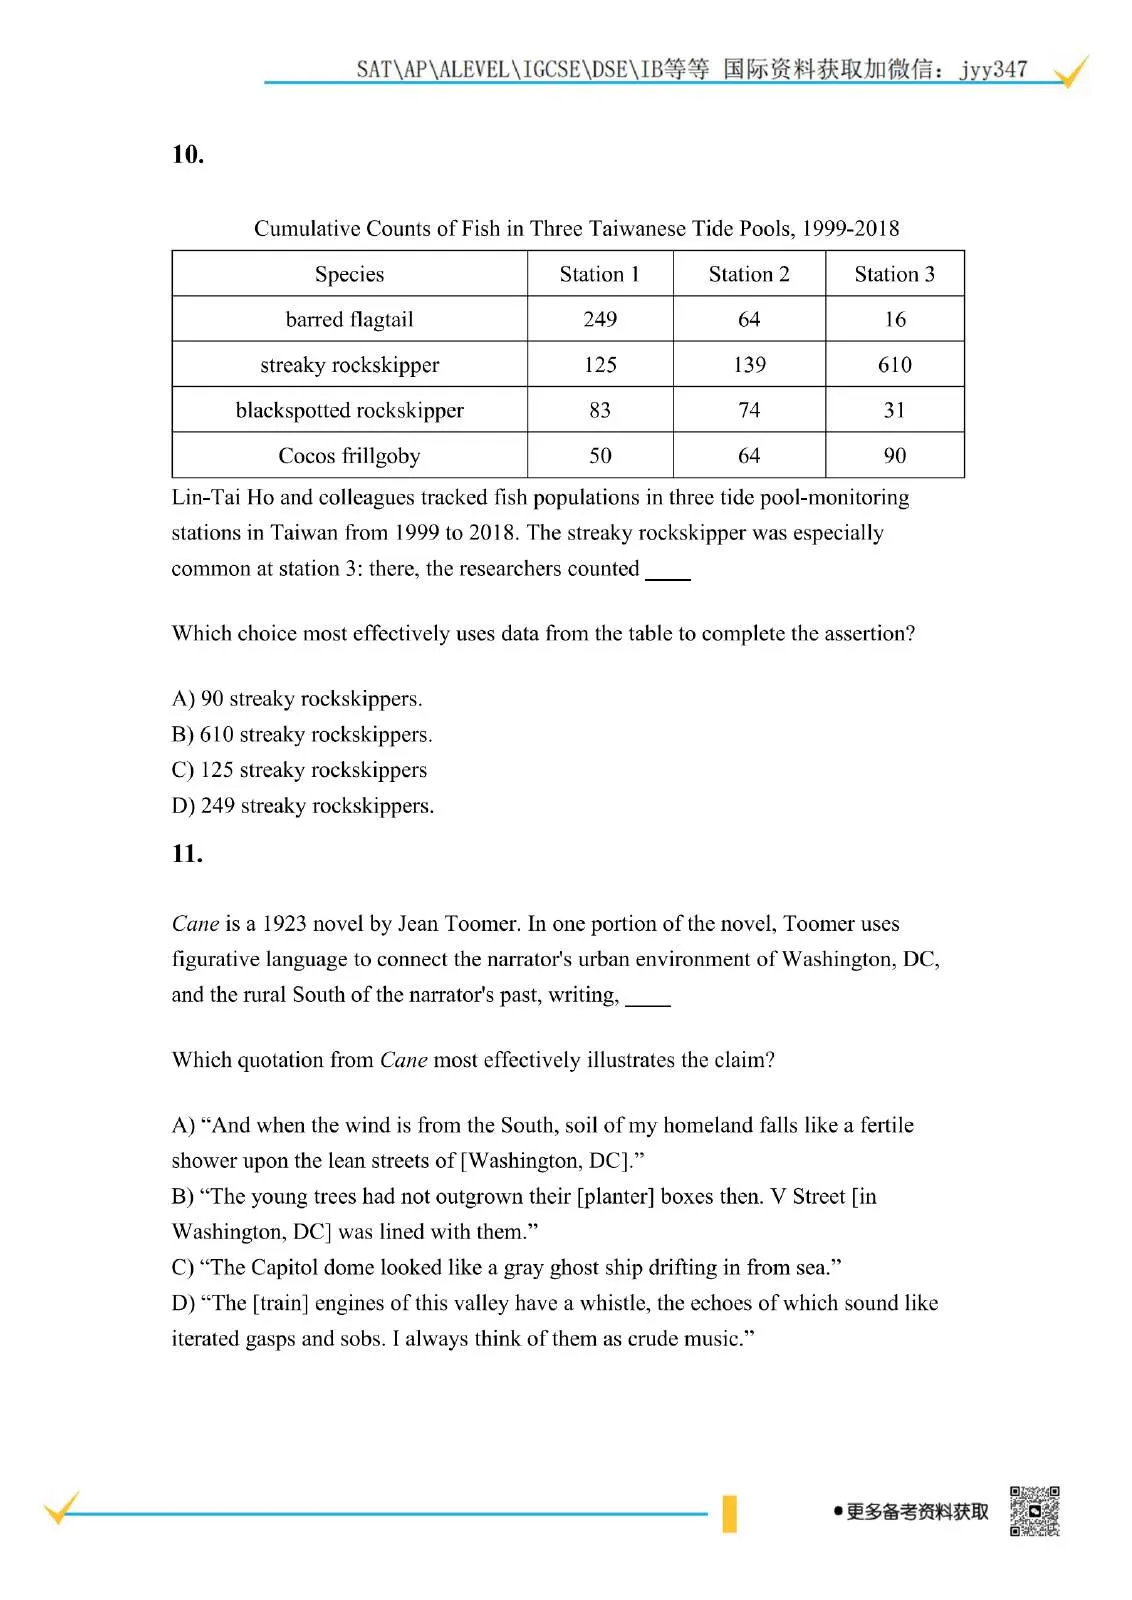 SAT\AP\ALEVEL\IGCSE\DSE\IB等等 国际资料获取加微信：jyy347
10.
Cumulative Counts of Fish in Three Taiwanese Tide Pools, 1999-2018
Species Station 1 Station 2 Station 3
barred flagtail 249 64 16
streaky rockskipper 125 139 610
blackspotted rockskipper 83 74 31
Cocos frillgoby 50 64 90
Lin-Tai Ho and colleagues tracked fish populations in three tide pool-monitoring
stations in Taiwan from 1999 to 2018. The streaky rockskipper was especially
common at station 3: there, the researchers counted ____
Which choice most effectively uses data from the table to complete the assertion?
A) 90 streaky rockskippers.
B) 610 streaky rockskippers.
C) 125 streaky rockskippers
D) 249 streaky rockskippers.
11.
Cane is a 1923 novel by Jean Toomer. In one portion of the novel, Toomer uses
figurative language to connect the narrator's urban environment of Washington, DC,
and the rural South of the narrator's past, writing, ____
Which quotation from Cane most effectively illustrates the claim?
A) “And when the wind is from the South, soil of my homeland falls like a fertile
shower upon the lean streets of [Washington, DC].”
B) “The young trees had not outgrown their [planter] boxes then. V Street [in
Washington, DC] was lined with them.”
C) “The Capitol dome looked like a gray ghost ship drifting in from sea.”
D) “The [train] engines of this valley have a whistle, the echoes of which sound like
iterated gasps and sobs. I always think of them as crude music.”
•更多备考资料获取